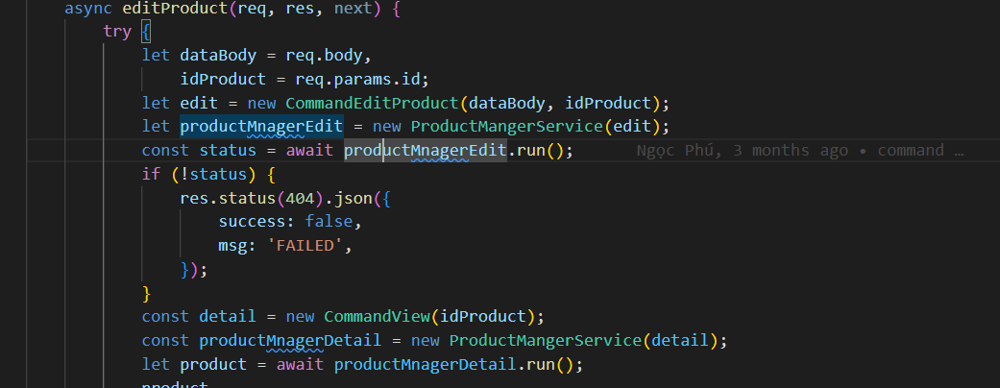 async editProduct(req, res, next) {
try {
let dataBody = req.body,
idProduct = req.params.id;
let edit = new CommandEditProduct(dataBody, idProduct);
let productMnagerEdit = new ProductMangerService(edit);
const status = await productMnagerEdit.run(); Ngọc Phú, 3 months ago • command …
if (!status) {
res.status(404).json({
success: false,
msg: 'FAILED',
});
}
const detail = new CommandView(idProduct);
const productMnagerDetail = new ProductMangerService(detail);
let product = await productMnagerDetail.run();
product